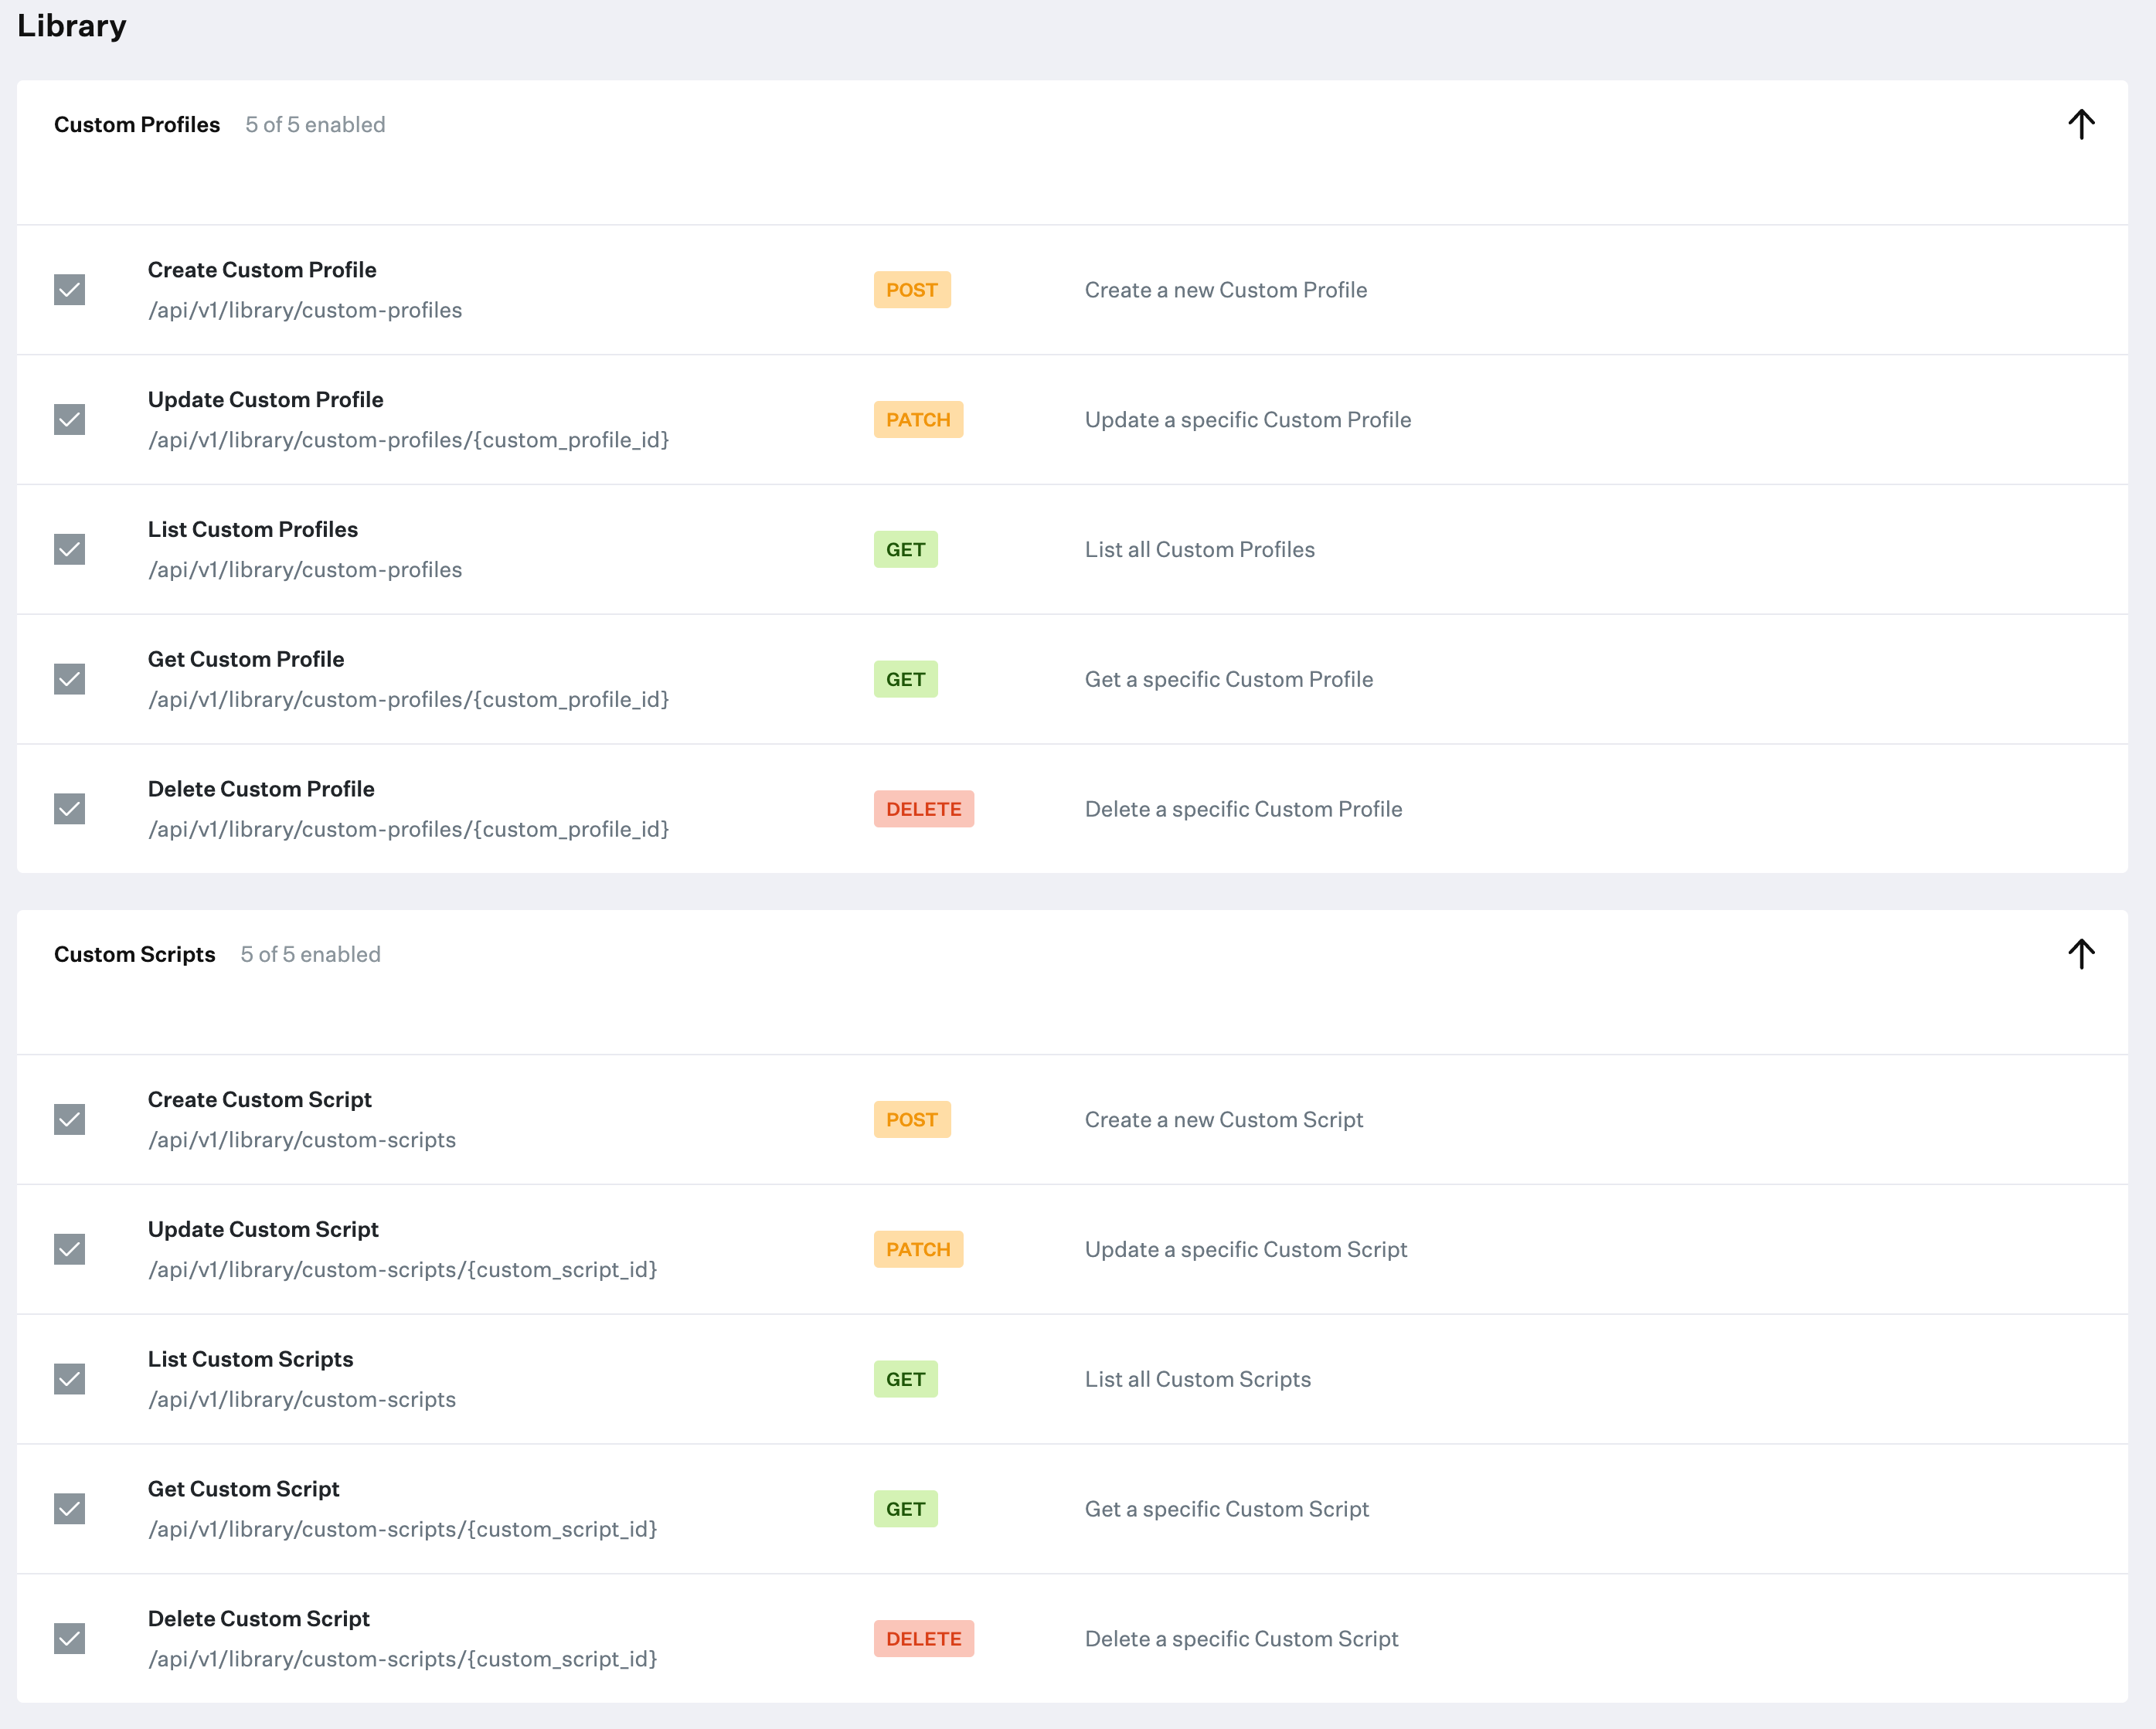 Library
Custom Profiles 5 of 5 enabled
Create Custom Profile
/api/v1/library/custom-profiles
POST
Create a new Custom Profile
Update Custom Profile
/api/v1/library/custom-profiles/{custom_profile_id}
PATCH
Update a specific Custom Profile
List Custom Profiles
/api/v1/library/custom-profiles
GET
List all Custom Profiles
Get Custom Profile
/api/v1/library/custom-profiles/{custom_profile_id}
GET
Get a specific Custom Profile
Delete Custom Profile
/api/v1/library/custom-profiles/{custom_profile_id}
DELETE
Delete a specific Custom Profile
Custom Scripts 5 of 5 enabled
Create Custom Script
/api/v1/library/custom-scripts
POST
Create a new Custom Script
Update Custom Script
/api/v1/library/custom-scripts/{custom_script_id}
PATCH
Update a specific Custom Script
List Custom Scripts
/api/v1/library/custom-scripts
GET
List all Custom Scripts
Get Custom Script
/api/v1/library/custom-scripts/{custom_script_id}
GET
Get a specific Custom Script
Delete Custom Script
/api/v1/library/custom-scripts/{custom_script_id}
DELETE
Delete a specific Custom Script